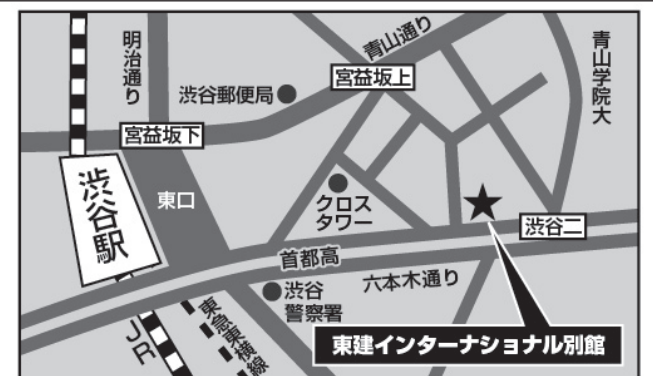 明治通り
青山通り
青山学院大
渋谷郵便局
宮益坂上
宮益坂下
渋谷駅
東口
クロス
タワー
渋谷二
首都高
六本木通り
渋谷
警察署
JR
東急東横線
東建インターナショナル別館